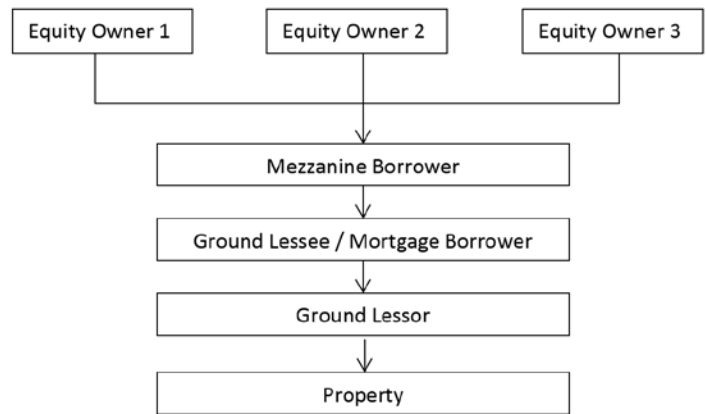 Equity Owner 1
Equity Owner 2
Equity Owner 3
Mezzanine Borrower
Ground Lessee / Mortgage Borrower
Ground Lessor
Property